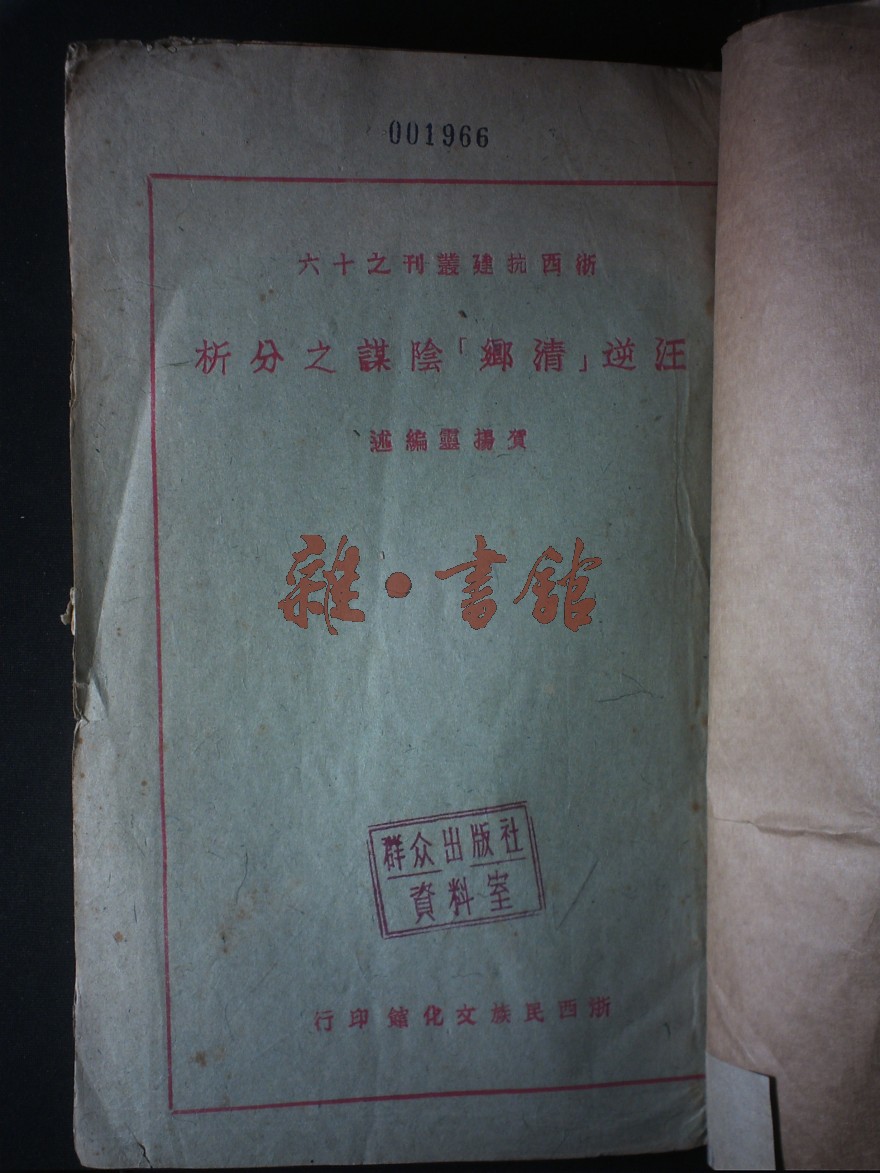 001966
浙西抗建叢刊之十六
汪逆「清鄉」陰謀之分析
賀揚靈編述
雜·書館
群众出版社
資料室
浙西民族文化館印行